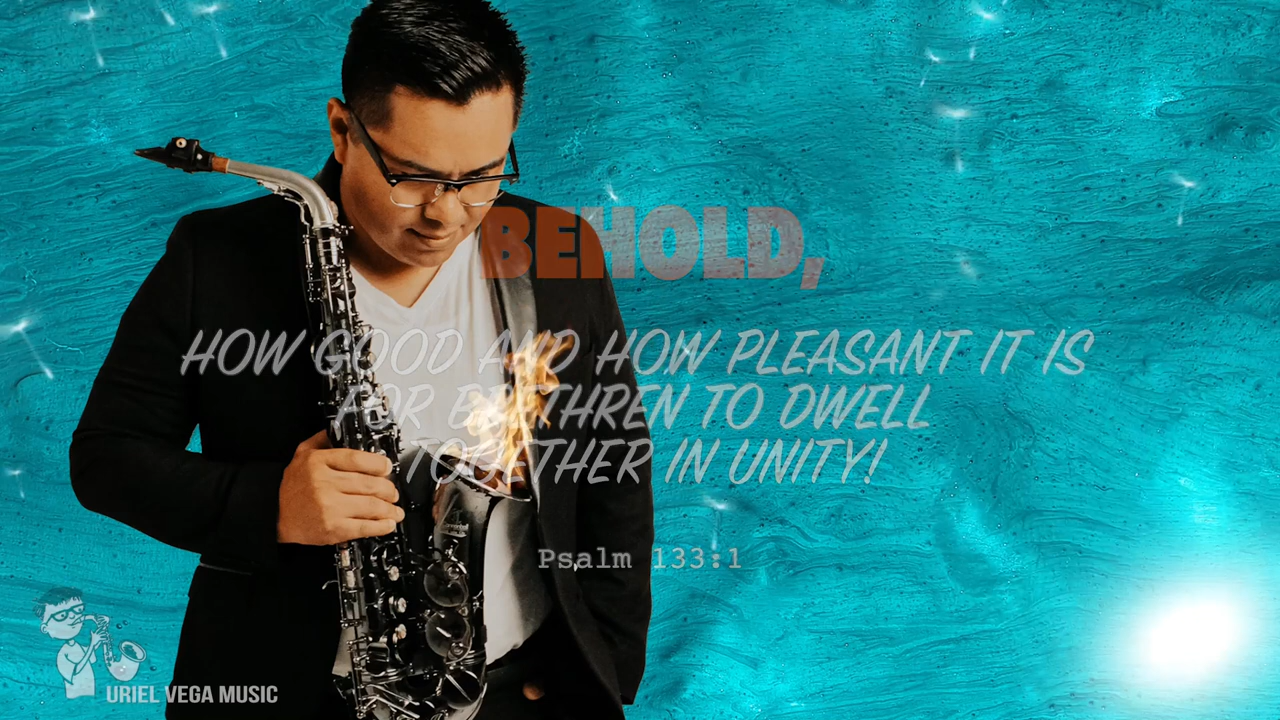 BEHOLD,
HOW GOOD AND HOW PLEASANT IT IS
FOR BRETHREN TO DWELL
TOGETHER IN UNITY!
Psalm 133:1
URIEL VEGA MUSIC